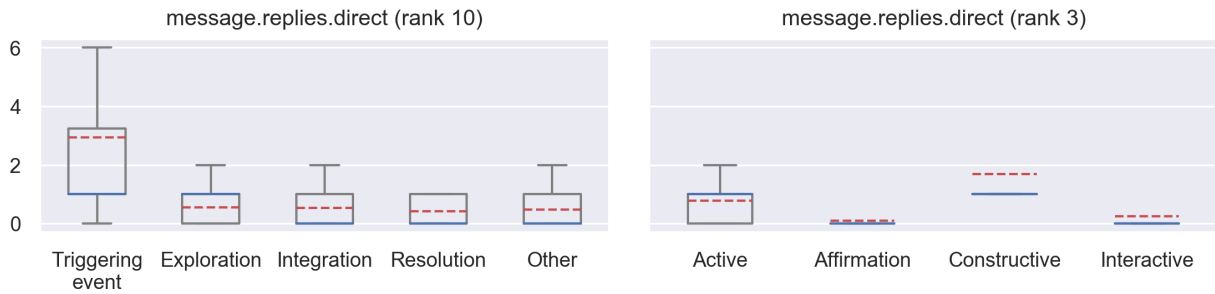 message.replies.direct (rank 10)
6
4
2
0
Triggering
event
Exploration
Integration
Resolution
Other
message.replies.direct (rank 3)
Active
Affirmation
Constructive
Interactive